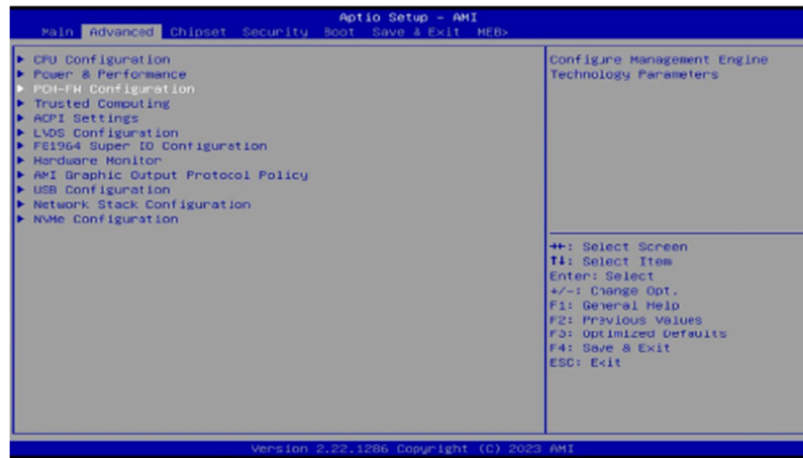 Aptio Setup - AMI
Main Advanced Chipset Security Boot Save & Exit MEBx
▶ CPU Configuration
▶ Power & Performance
▶ PCH-FW Configuration
▶ Trusted Computing
▶ ACPI Settings
▶ LVDS Configuration
▶ F81964 Super IO Configuration
▶ Hardware Monitor
▶ AMI Graphic Output Protocol Policy
▶ USB Configuration
▶ Network Stack Configuration
▶ NVMe Configuration
Configure Management Engine
Technology Parameters
→←: Select Screen
↑↓: Select Item
Enter: Select
+/-: Change Opt.
F1: General Help
F2: Previous Values
F3: Optimized Defaults
F4: Save & Exit
ESC: Exit
Version 2.22.1286 Copyright (C) 2023 AMI